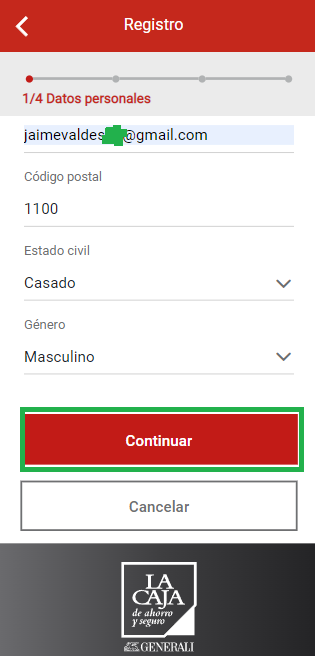 Registro
1/4 Datos personales
@gmail.com
Código postal
1100
Estado civil
Casado
Género
Masculino
Continuar
Cancelar
LA
CAJA
de ahorro
y seguro
GENERALI